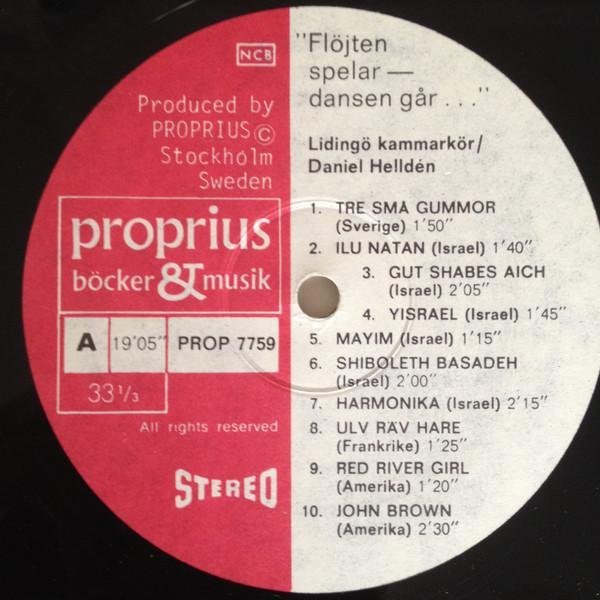 NCB
Produced by
PROPRIUS ©
Stockholm
Sweden
proprius
böcker & musik
A 19'05" PROP 7759
33 1/3
All rights reserved
STEREO
"Flöjten
spelar —
dansen går . . ."
Lidingö kammarkör/
Daniel Helldén
1. TRE SMA GUMMOR
(Sverige) 1'50"
2. ILU NATAN (Israel) 1'40"
3. GUT SHABES AICH
(Israel) 2'05"
4. YISRAEL (Israel) 1'45"
5. MAYIM (Israel) 1'15"
6. SHIBOLETH BASADEH
(Israel) 2'00"
7. HARMONIKA (Israel) 2'15"
8. ULV RÄV HARE
(Frankrike) 1'25"
9. RED RIVER GIRL
(Amerika) 1'20"
10. JOHN BROWN
(Amerika) 2'30"